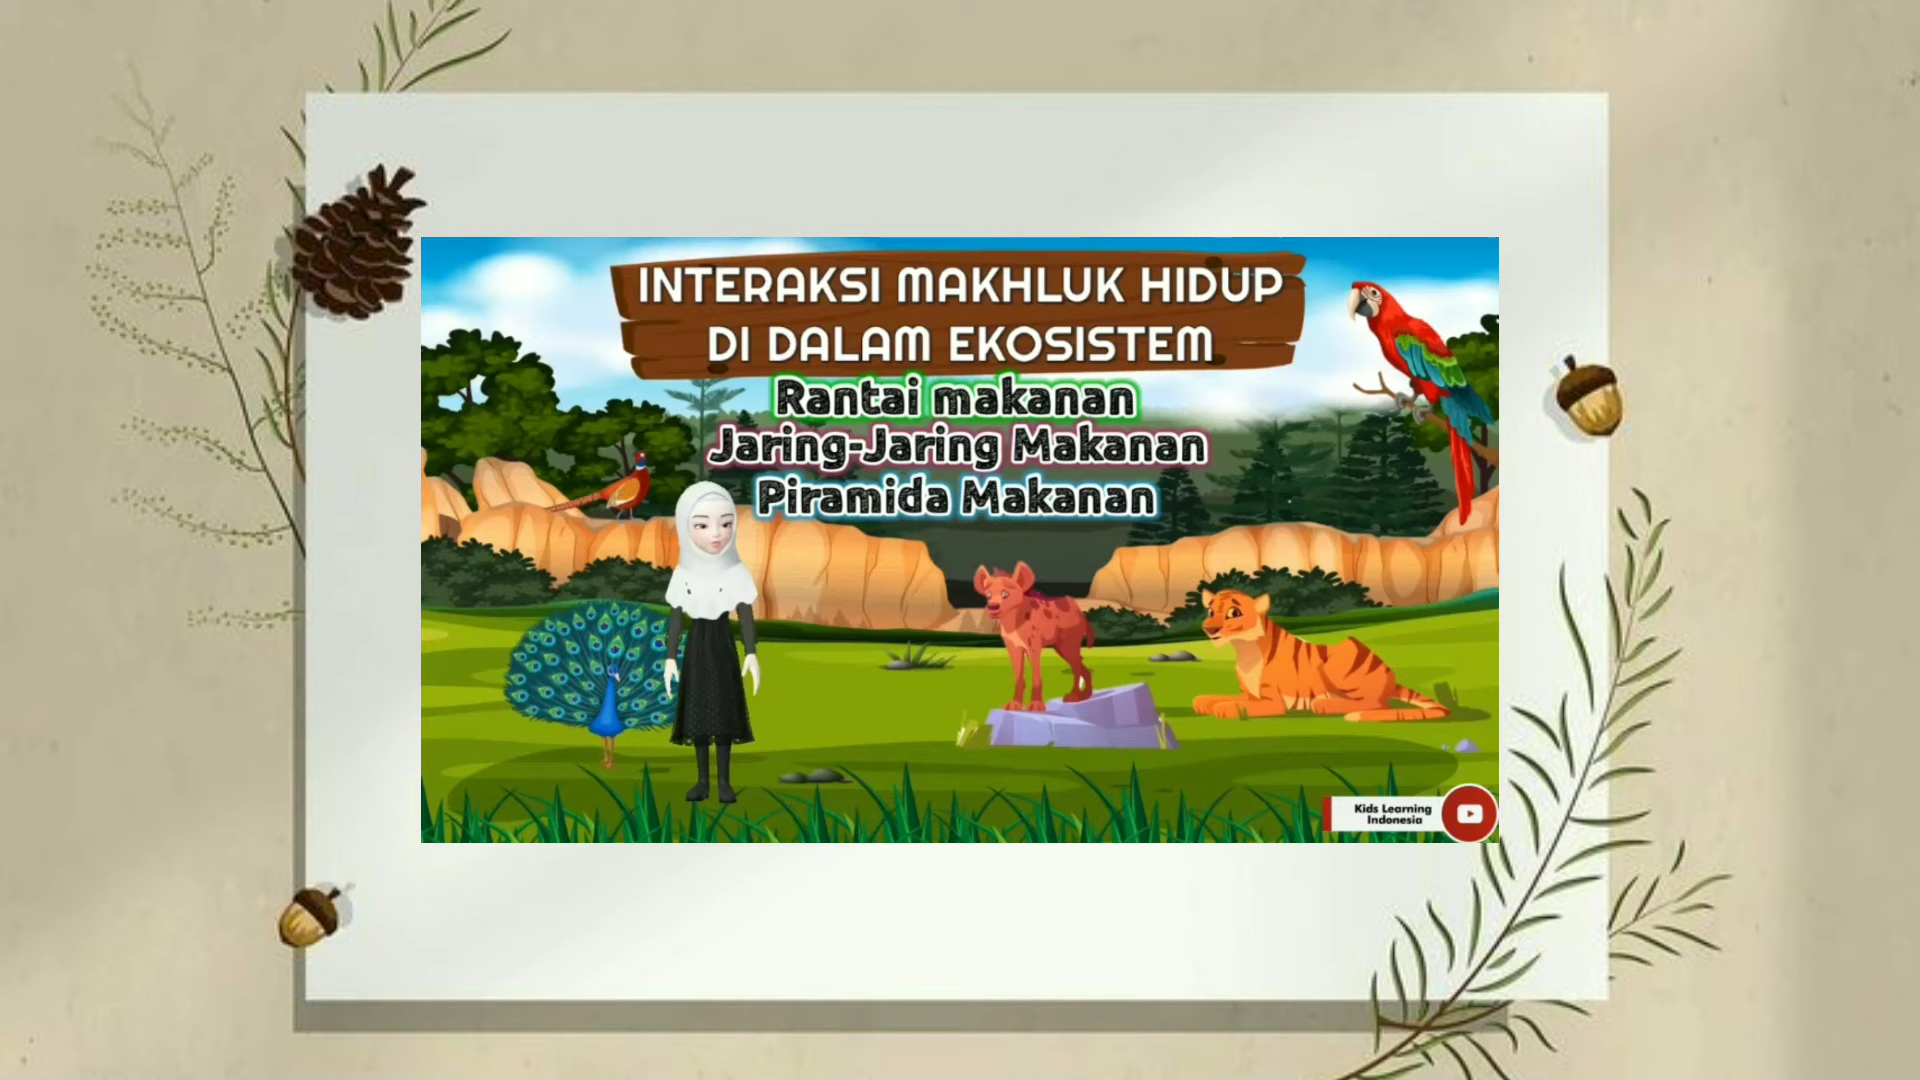 INTERAKSI MAKHLUK HIDUP
DI DALAM EKOSISTEM
Rantai makanan
Jaring-Jaring Makanan
Piramida Makanan
Kids Learning
Indonesia